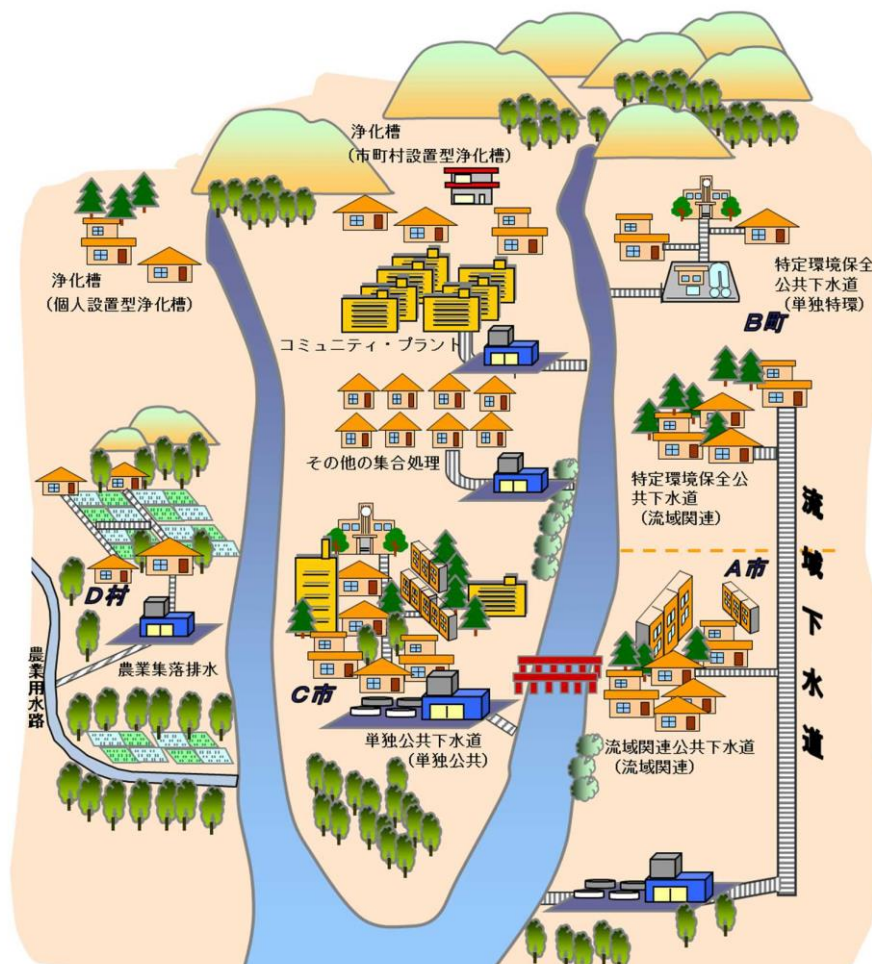 浄化槽
(市町村設置型浄化槽)
浄化槽
(個人設置型浄化槽)
特定環境保全
公共下水道
(単独特環)
B町
コミュニティ・プラント
その他の集合処理
特定環境保全公
共下水道
(流域関連)
流域下水道
A市
D村
農業集落排水
農業用水路
C市
単独公共下水道
(単独公共)
流域関連公共下水道
(流域関連)